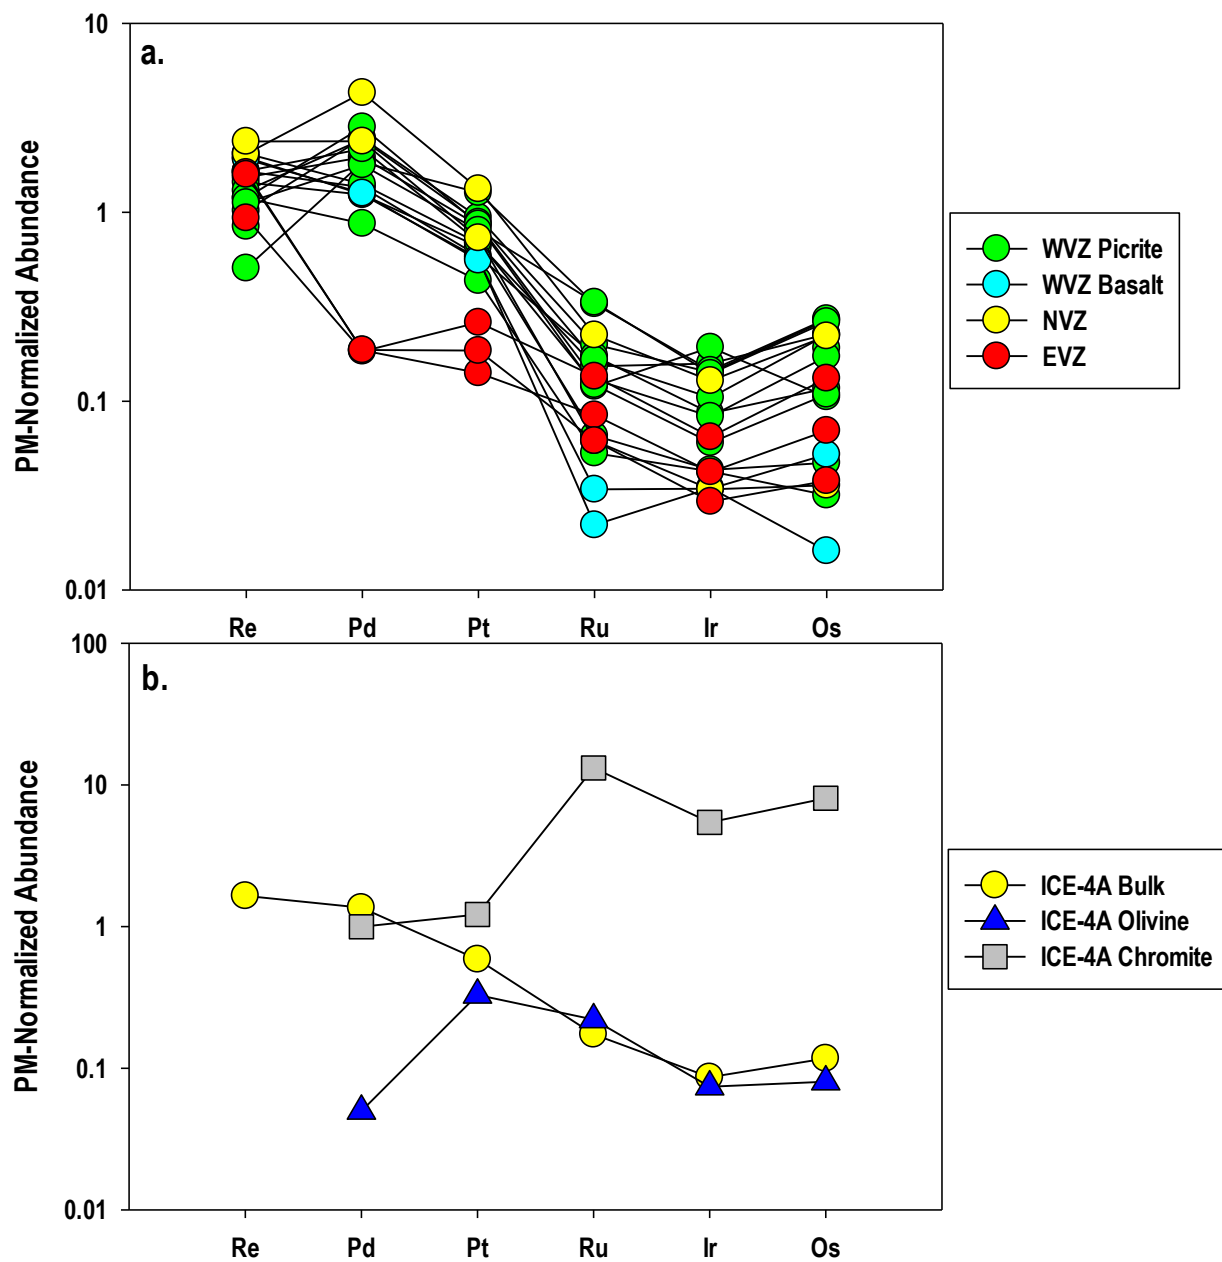 10
a.
1
0.1
0.01
PM-Normalized Abundance
Re Pd Pt Ru Ir Os
WVZ Picrite
WVZ Basalt
NVZ
EVZ
100
b.
10
1
0.1
0.01
PM-Normalized Abundance
Re Pd Pt Ru Ir Os
ICE-4A Bulk
ICE-4A Olivine
ICE-4A Chromite